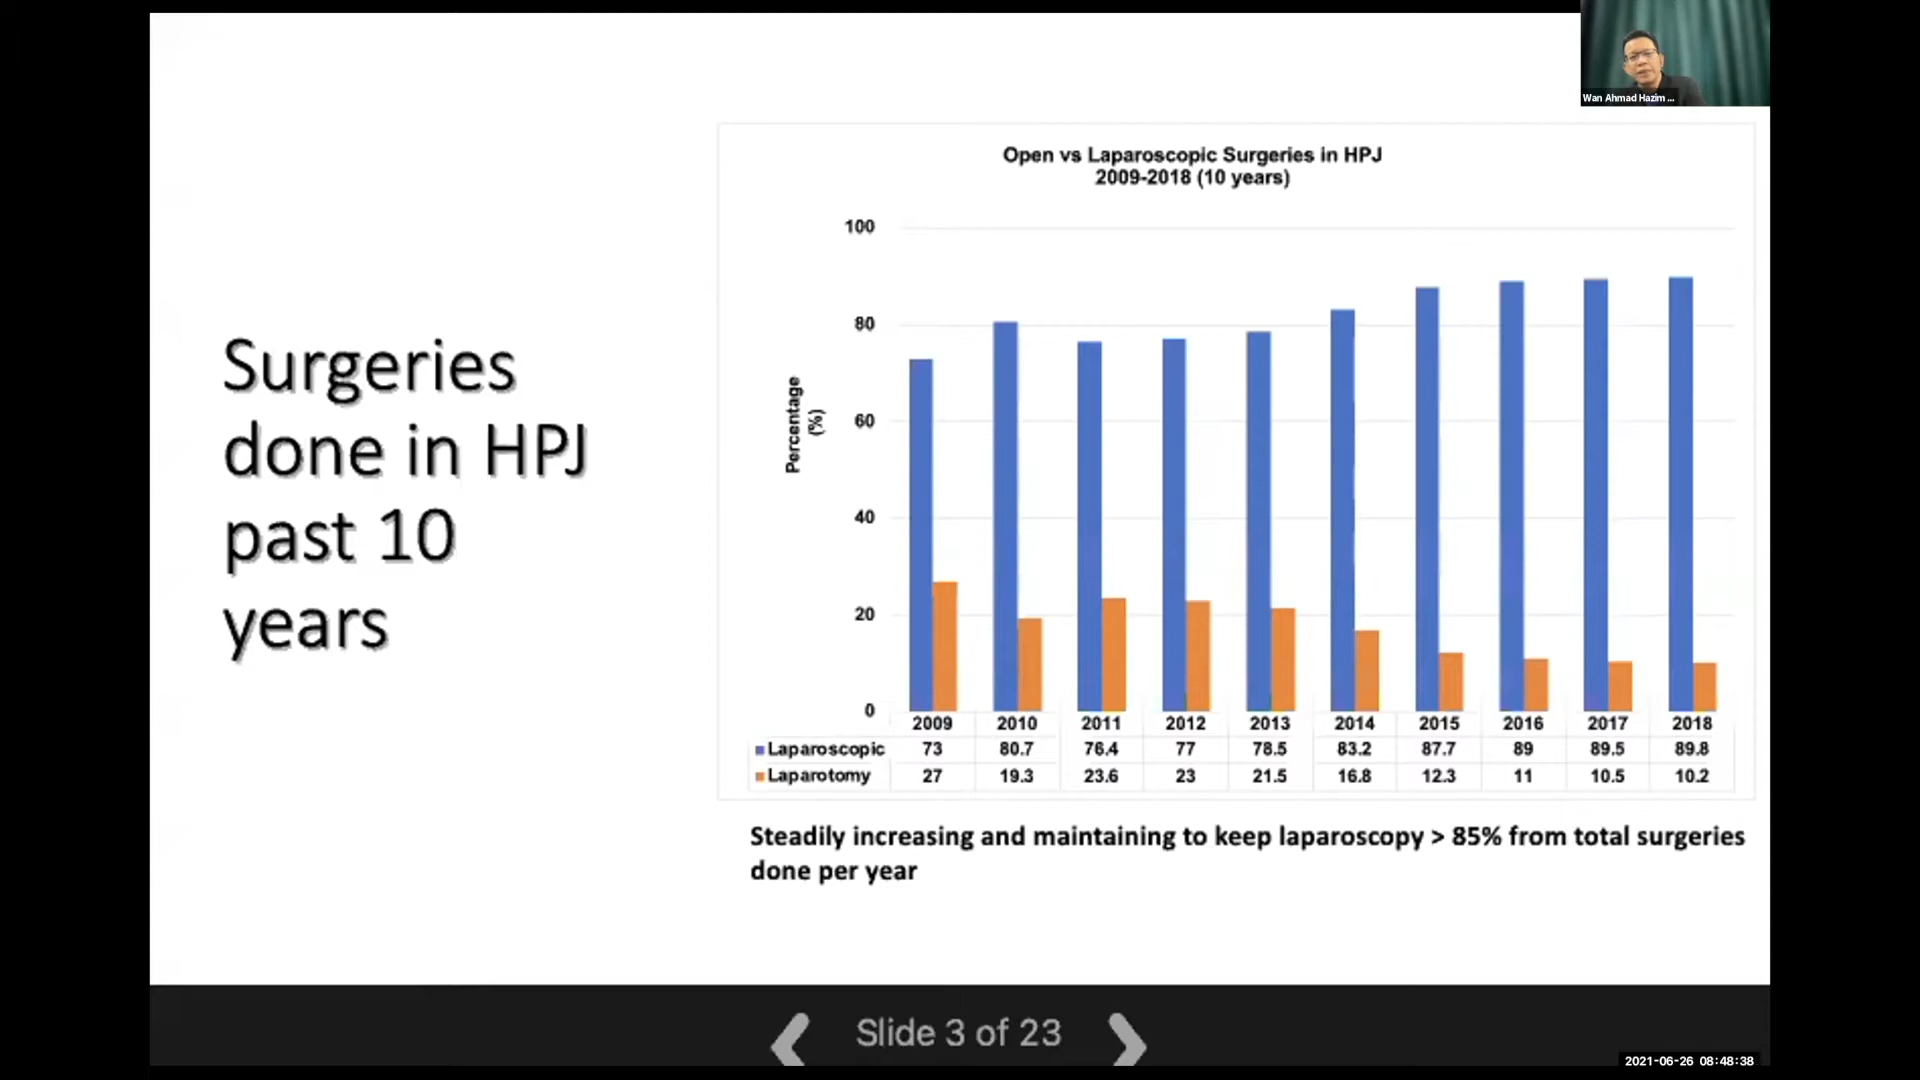 Wan Ahmad Hazim ...
Surgeries
done in HPJ
past 10
years
Open vs Laparoscopic Surgeries in HPJ
2009-2018 (10 years)
Percentage
(%)
100
80
60
40
20
0
2009 2010 2011 2012 2013 2014 2015 2016 2017 2018
Laparoscopic 73 80.7 76.4 77 78.5 83.2 87.7 89 89.5 89.8
Laparotomy 27 19.3 23.6 23 21.5 16.8 12.3 11 10.5 10.2
Steadily increasing and maintaining to keep laparoscopy > 85% from total surgeries
done per year
Slide 3 of 23
2021-06-26 08:48:38